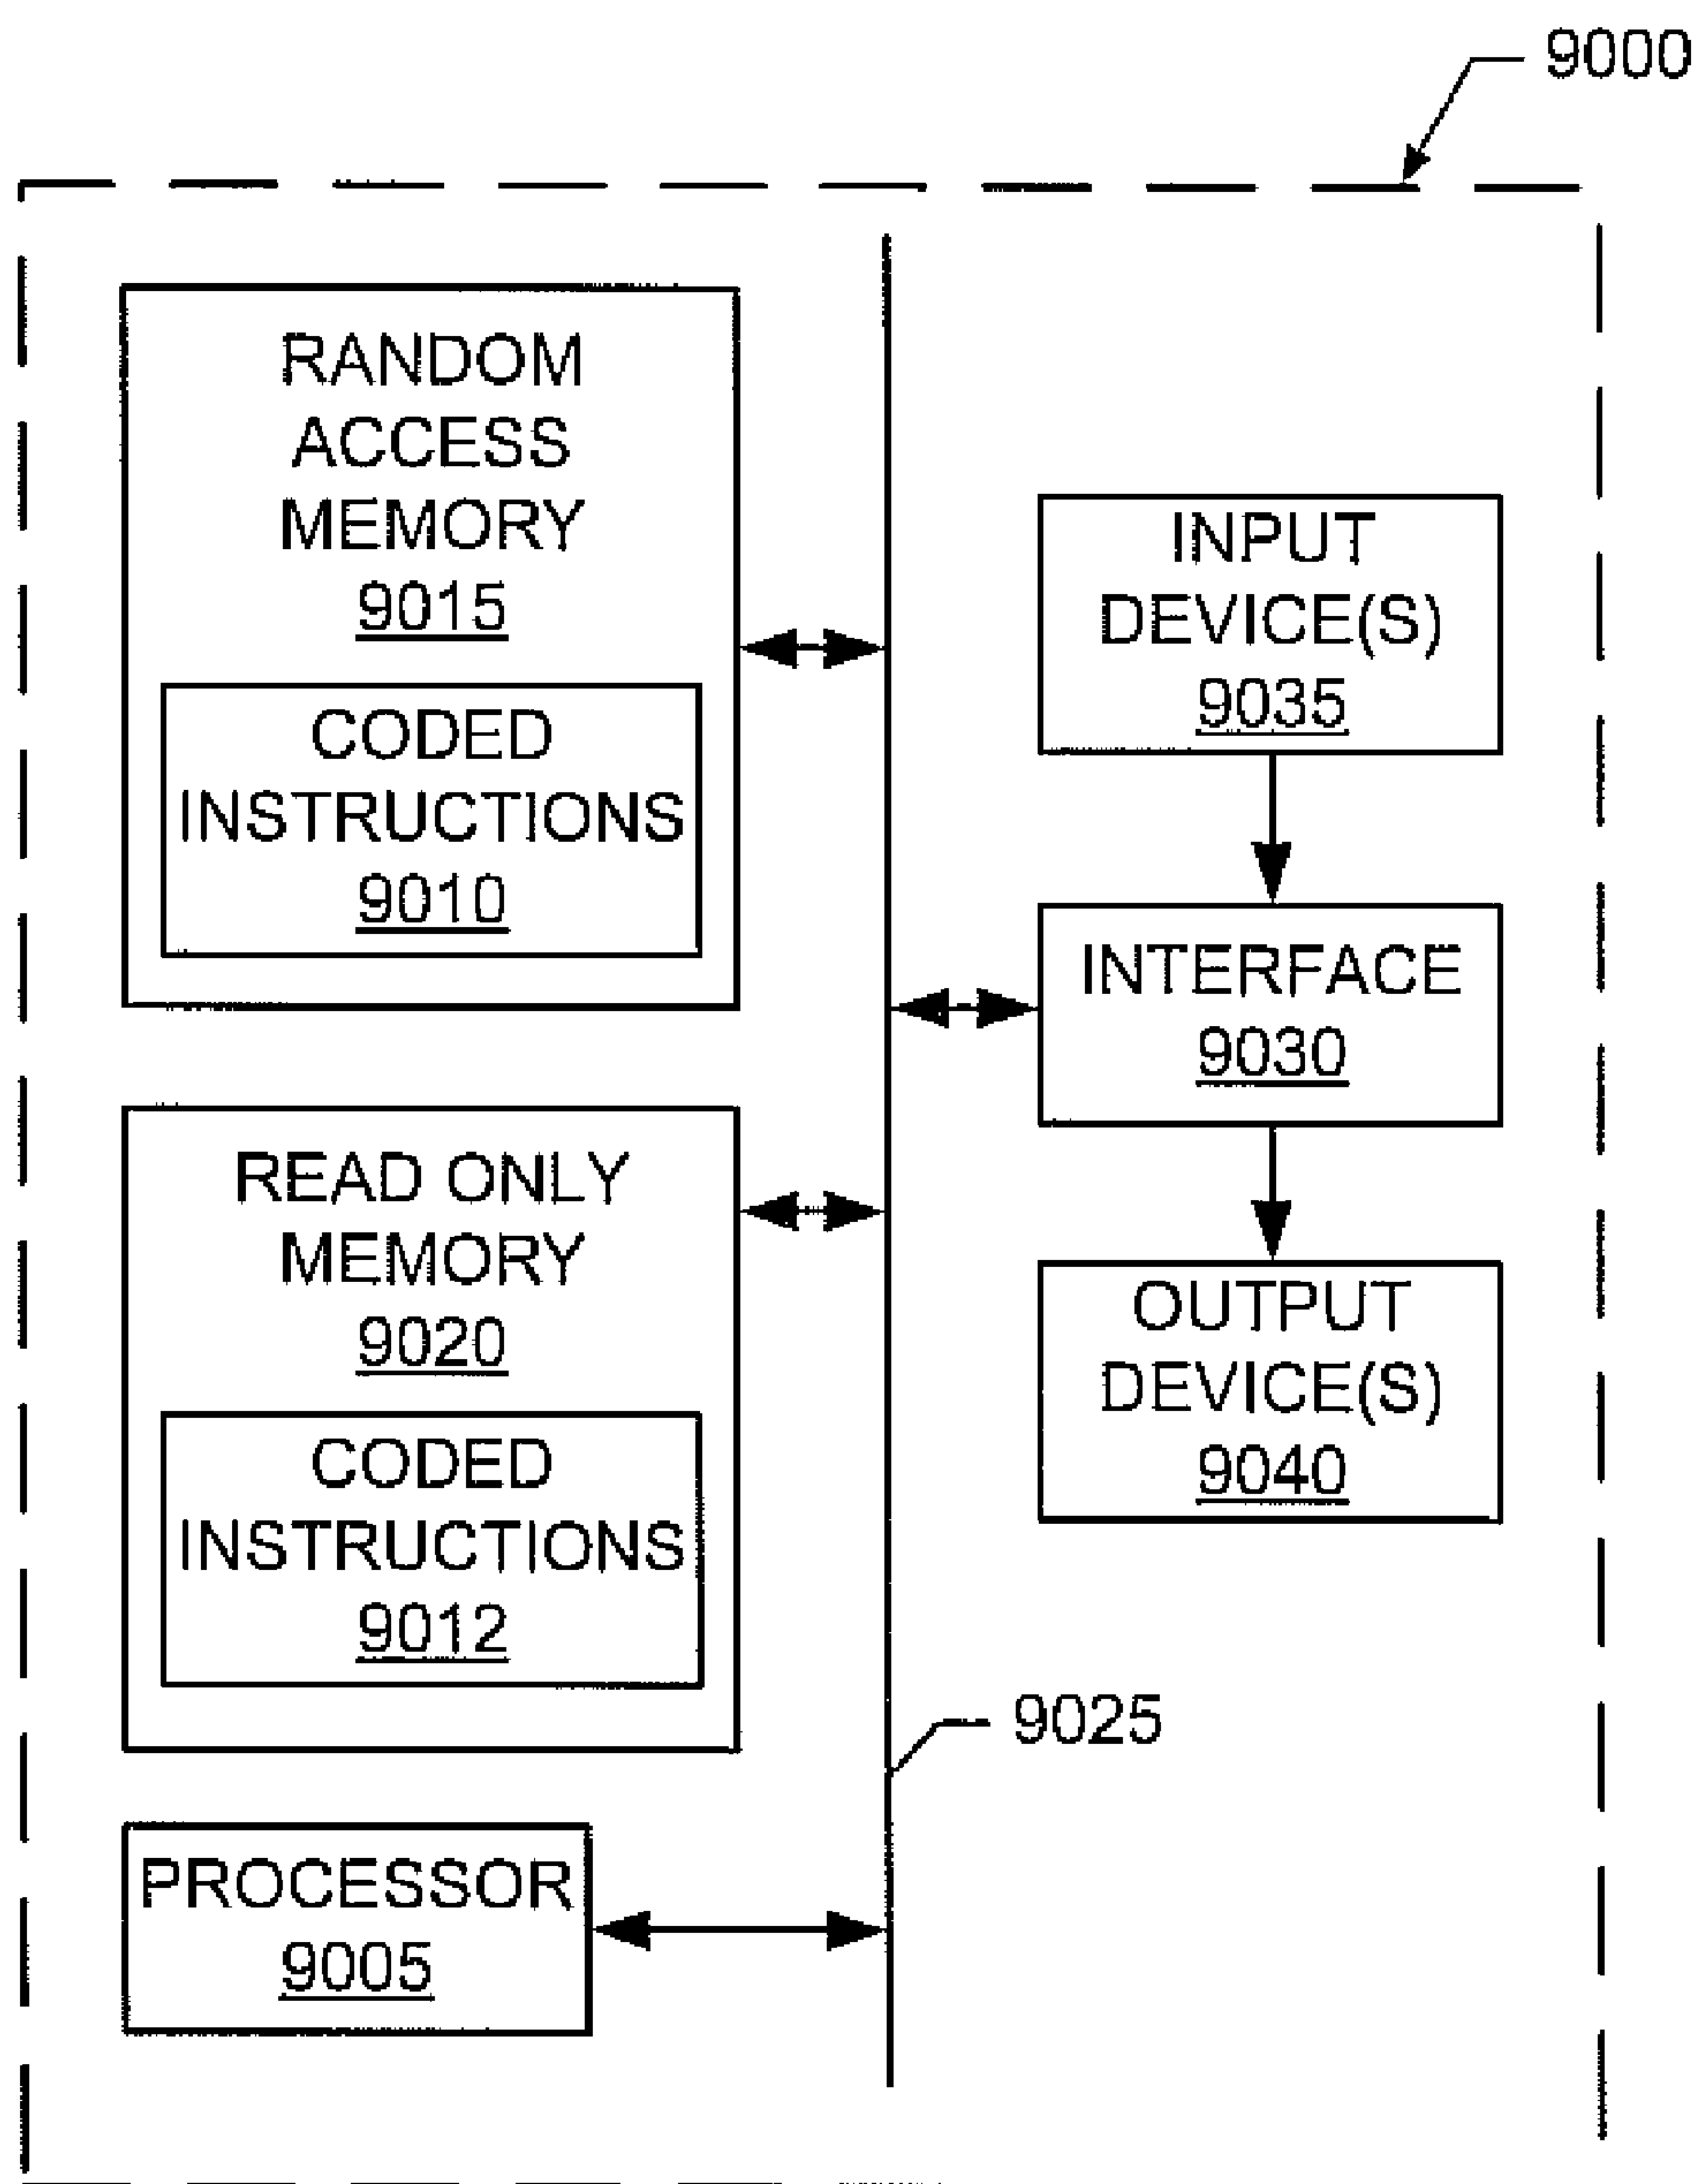 9000
RANDOM
ACCESS
MEMORY
9015
CODED
INSTRUCTIONS
9010
READ ONLY
MEMORY
9020
CODED
INSTRUCTIONS
9012
PROCESSOR
9005
INPUT
DEVICE(S)
9035
INTERFACE
9030
OUTPUT
DEVICE(S)
9040
9025